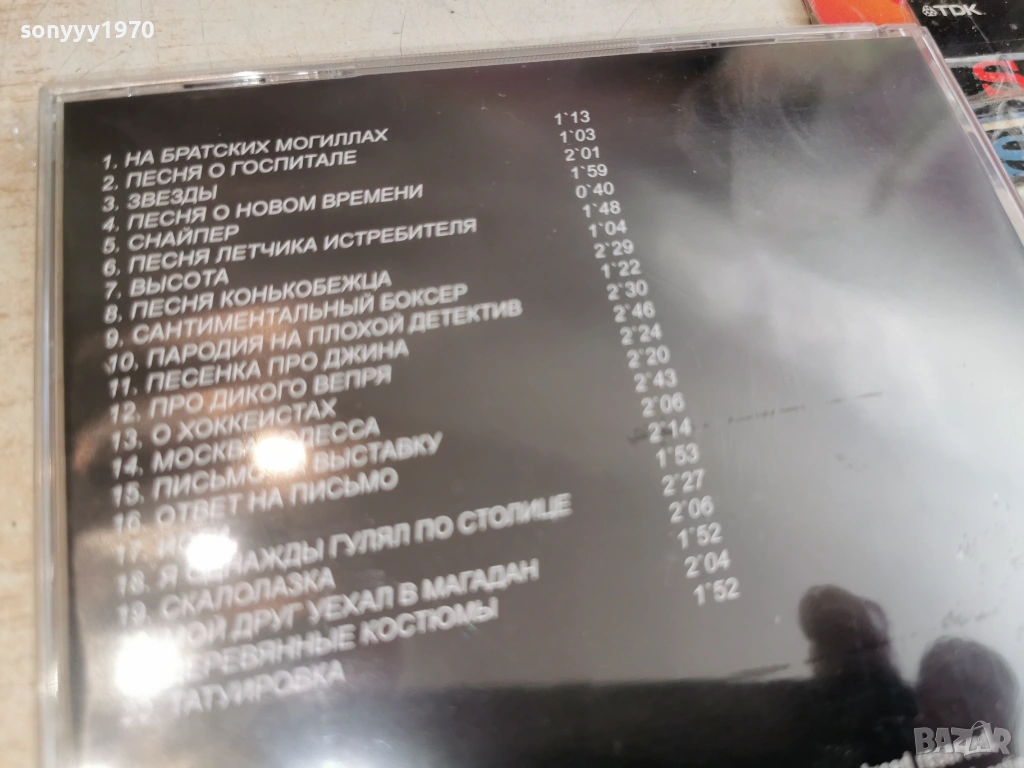 sonyyy1970
TDK
1. НА БРАТСКИХ МОГИЛЛАХ 1`13
2. ПЕСНЯ О ГОСПИТАЛЕ 1`03
3. ЗВЕЗДЫ 2`01
4. ПЕСНЯ О НОВОМ ВРЕМЕНИ 1`59
5. СНАЙПЕР 0`40
6. ПЕСНЯ ЛЕТЧИКА ИСТРЕБИТЕЛЯ 1`48
7. ВЫСОТА 1`04
8. ПЕСНЯ КОНЬКОБЕЖЦА 2`29
9. САНТИМЕНТАЛЬНЫЙ БОКСЕР 1`22
10. ПАРОДИЯ НА ПЛОХОЙ ДЕТЕКТИВ 2`30
11. ПЕСЕНКА ПРО ДЖИНА 2`46
12. ПРО ДИКОГО ВЕПРЯ 2`24
13. О ХОККЕИСТАХ 2`20
14. МОСКВА 2`43
15. ПИСЬМО ВЫСТАВКУ 2`06
16. ОТВЕТ НА ПИСЬМО 2`14
17. 1`53
18. Я ОДНАЖДЫ ГУЛЯЛ ПО СТОЛИЦЕ 2`27
19. СКАЛОЛАЗКА 2`06
МОЙ ДРУГ УЕХАЛ В МАГАДАН 1`52
ДЕРЕВЯННЫЕ КОСТЮМЫ 2`04
ТАТУИРОВКА 1`52
BAZAR